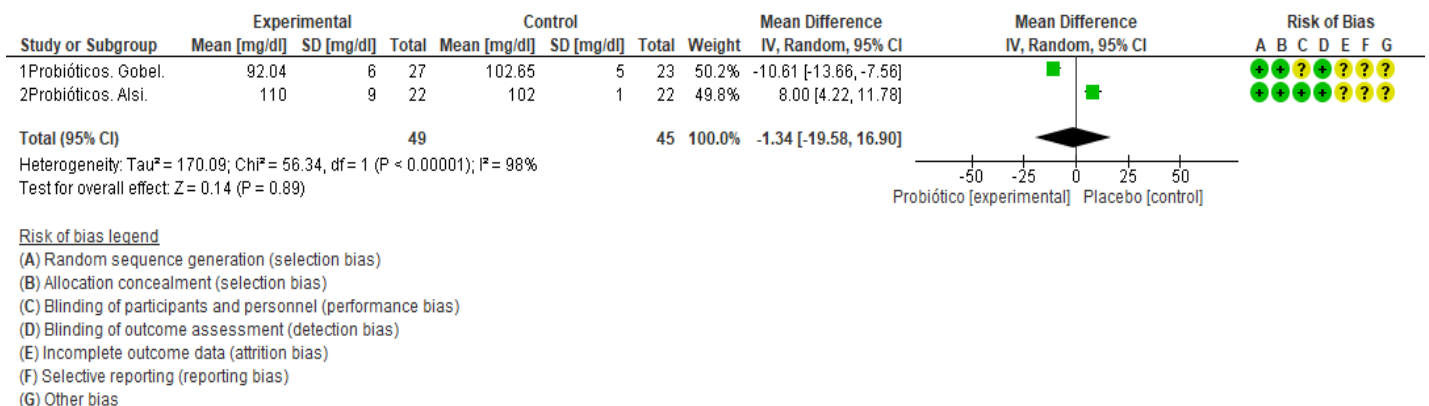 Experimental Control Mean Difference Mean Difference Risk of Bias
Study or Subgroup Mean [mg/dl] SD [mg/dl] Total Mean [mg/dl] SD [mg/dl] Total Weight IV, Random, 95% CI IV, Random, 95% CI A B C D E F G
1Probióticos. Gobel. 92.04 6 27 102.65 5 23 50.2% -10.61 [-13.66, -7.56] + + ? + ? ? ?
2Probióticos. Alsi. 110 9 22 102 1 22 49.8% 8.00 [4.22, 11.78] + + + + ? ? ?
Total (95% CI) 49 45 100.0% -1.34 [-19.58, 16.90]
Heterogeneity: Tau² = 170.09; Chi² = 56.34, df = 1 (P < 0.00001); I² = 98%
Test for overall effect: Z = 0.14 (P = 0.89)
-50 -25 0 25 50
Probiótico [experimental] Placebo [control]
Risk of bias legend
(A) Random sequence generation (selection bias)
(B) Allocation concealment (selection bias)
(C) Blinding of participants and personnel (performance bias)
(D) Blinding of outcome assessment (detection bias)
(E) Incomplete outcome data (attrition bias)
(F) Selective reporting (reporting bias)
(G) Other bias